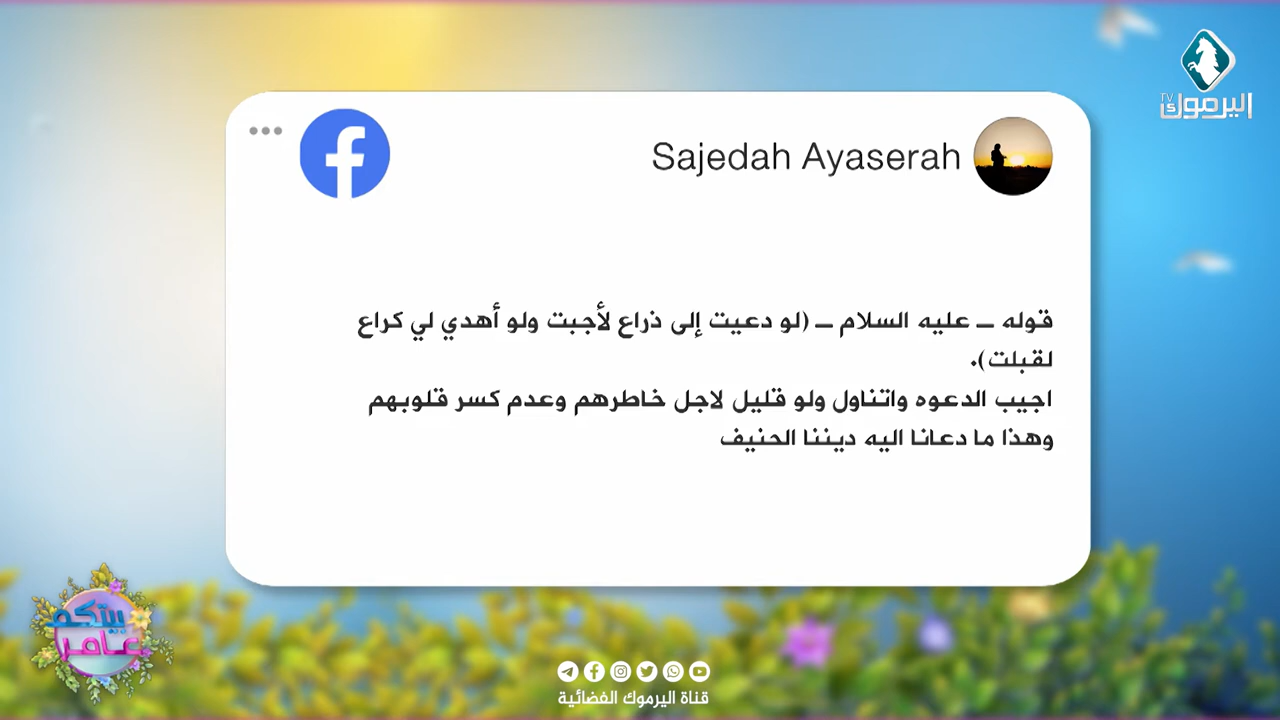 اليرموك TV
Sajedah Ayaserah
قوله ــ عليه السلام ــ (لو دعيت إلى ذراع لأجبت ولو أهدي لي كراع
لقبلت).
اجيب الدعوه واتناول ولو قليل لاجل خاطرهم وعدم كسر قلوبهم
وهذا ما دعانا اليه ديننا الحنيف
بيتكم
عامر
قناة اليرموك الفضائية